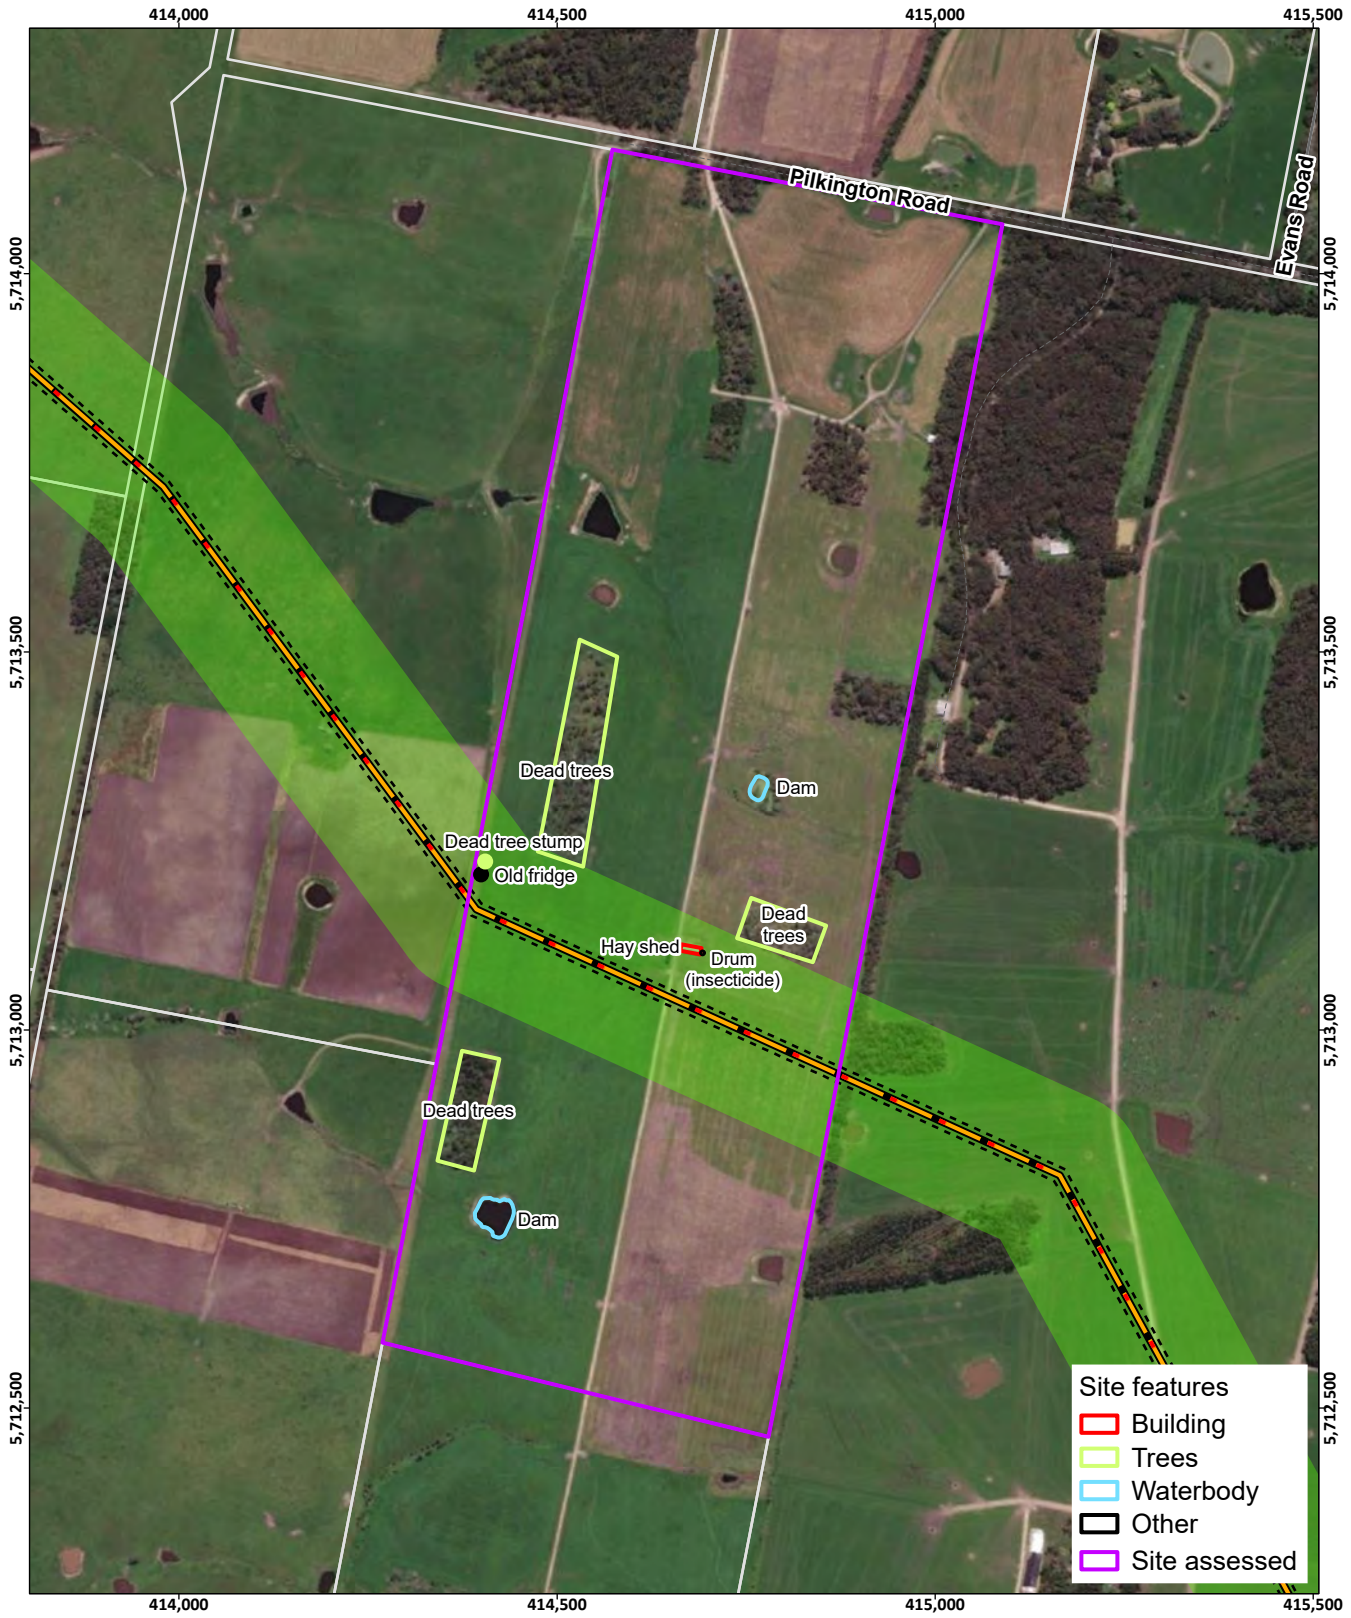 414,000
414,500
415,000
415,500
Pilkington Road
Evans Road
5,714,000
5,714,000
5,713,500
5,713,500
Dead trees
Dam
Dead tree stump
Old fridge
Dead
trees
Hay shed
Drum
(insecticide)
5,713,000
5,713,000
Dead trees
Dam
5,712,500
5,712,500
Site features
Building
Trees
Waterbody
Other
Site assessed
414,000
414,500
415,000
415,500